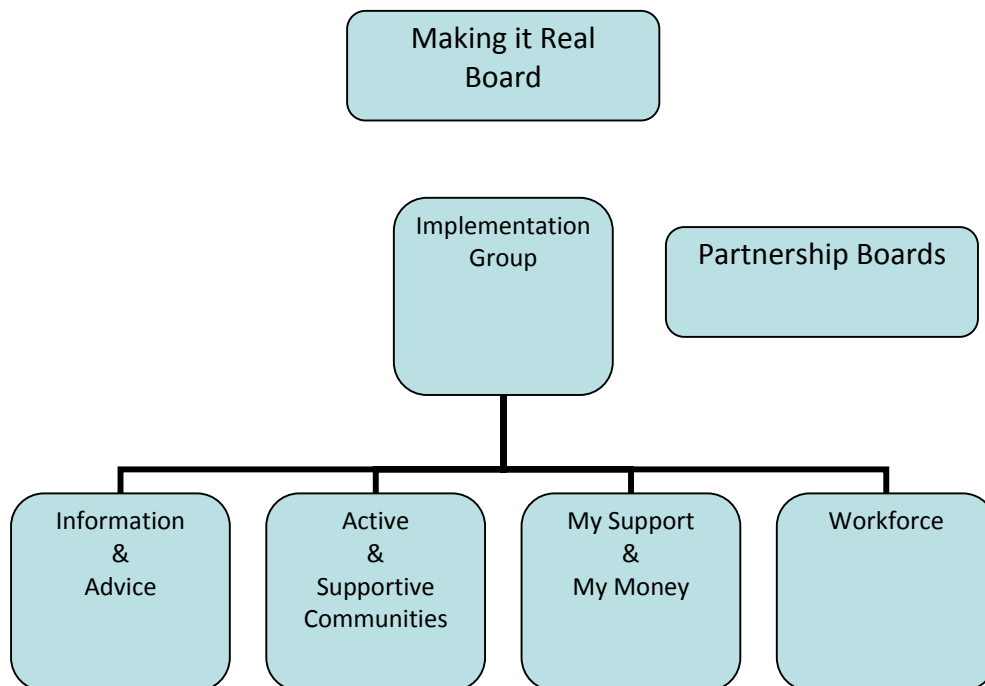 Making it Real
Board
Implementation
Group
Partnership Boards
Information
&
Advice
Active
&
Supportive
Communities
My Support
&
My Money
Workforce